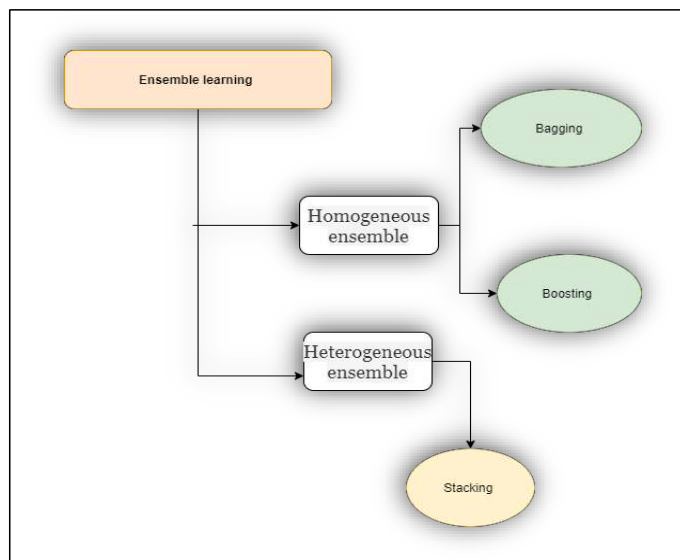 Ensemble learning
Bagging
Homogeneous
ensemble
Boosting
Heterogeneous
ensemble
Stacking